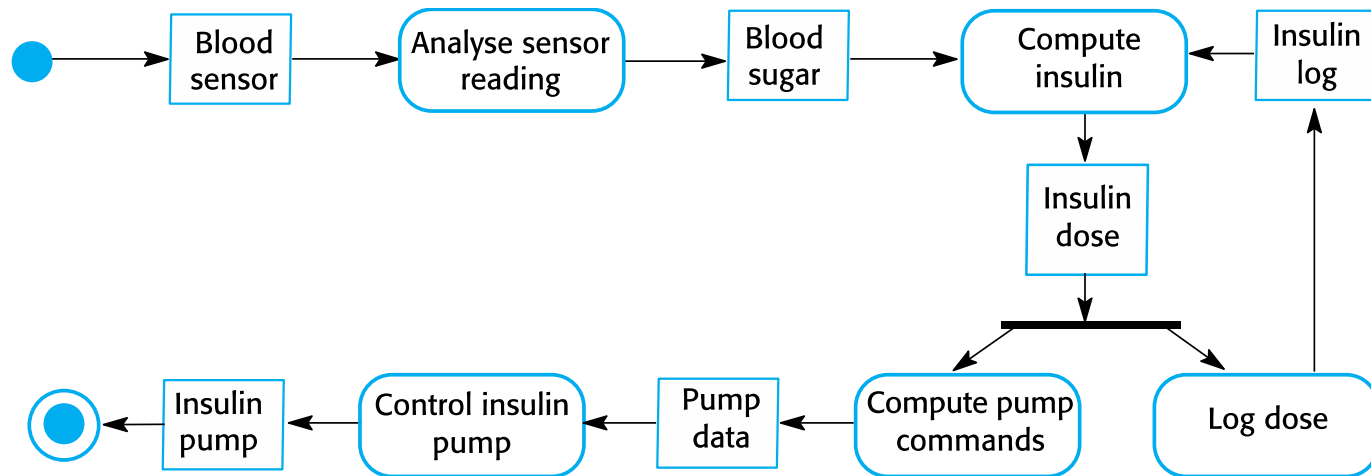 Blood
sensor
Analyse sensor
reading
Blood
sugar
Compute
insulin
Insulin
log
Insulin
dose
Insulin
pump
Control insulin
pump
Pump
data
Compute pump
commands
Log dose